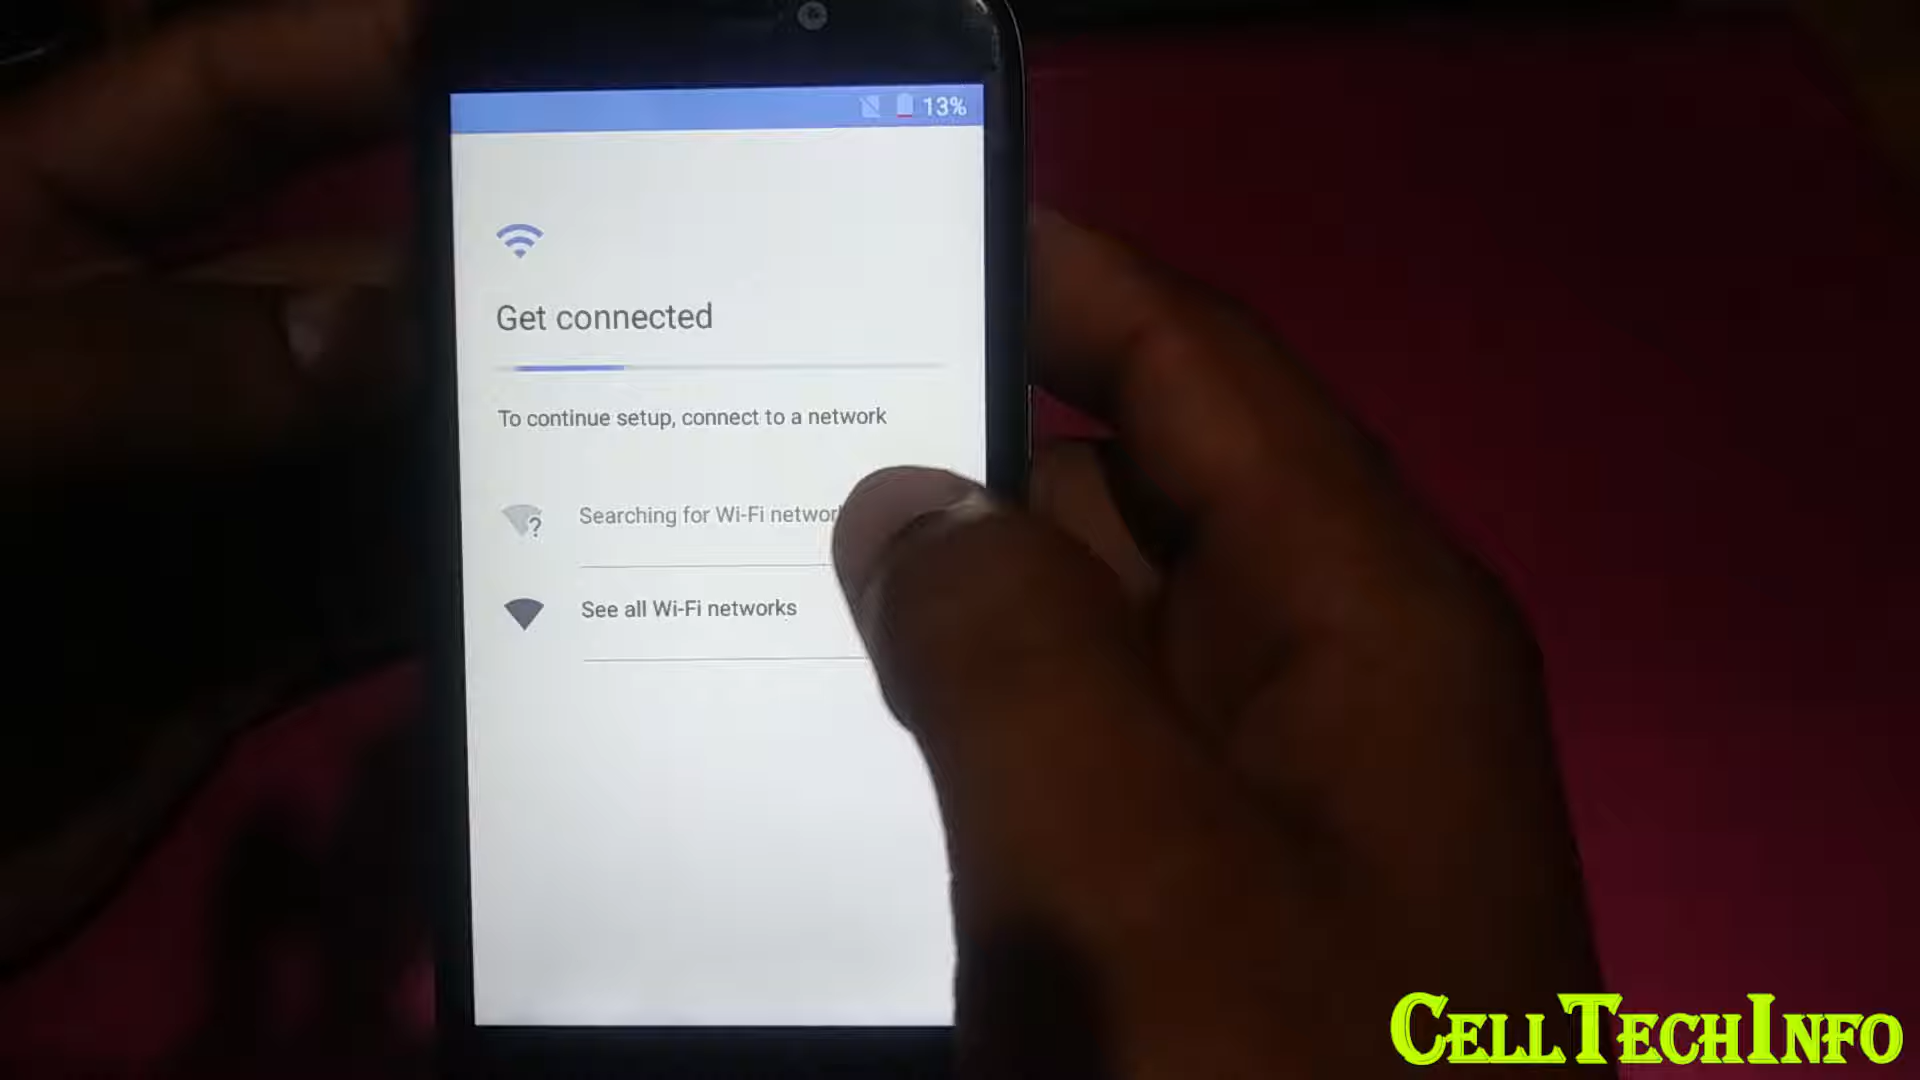 13%
Get connected
To continue setup, connect to a network
?
Searching for Wi-Fi
See all Wi-Fi networks
CellTechInfo